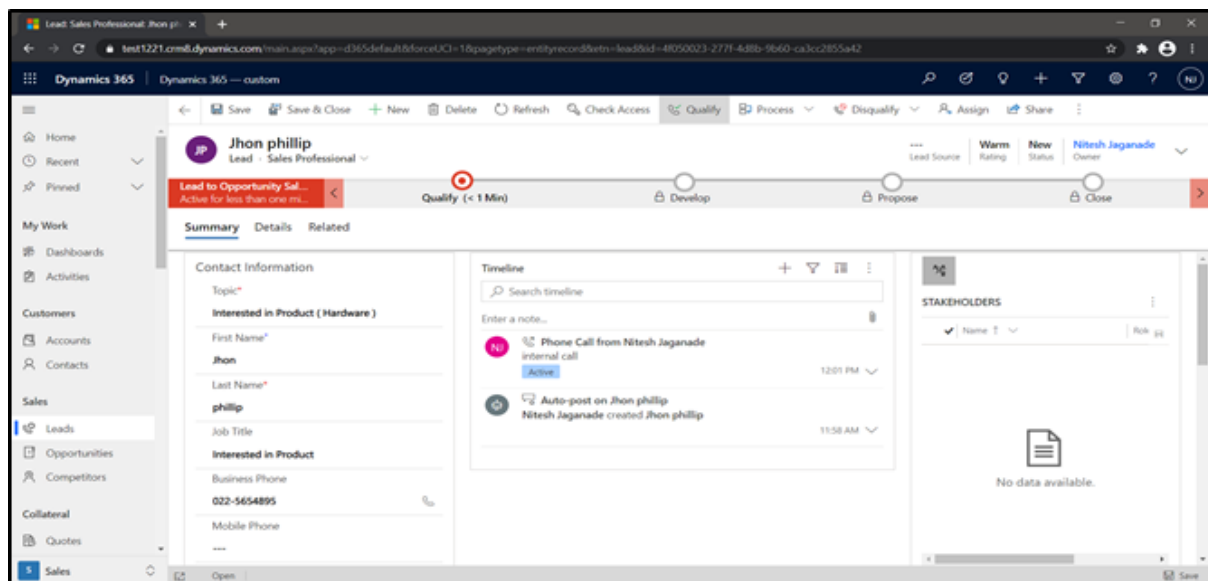 Lead: Sales Professional: Jhon ph
test1221.crm8.dynamics.com/main.aspx?app=d365default&forceUCI=1&pagetype=entityrecord&etn=lead&id=4f050023-277f-4d8b-9b60-ca3cc2855a42
Dynamics 365 Dynamics 365 — custom ? NJ
Save Save & Close New Delete Refresh Check Access Qualify Process Disqualify Assign Share
Home
Recent
Pinned
My Work
Dashboards
Activities
Customers
Accounts
Contacts
Sales
Leads
Opportunities
Competitors
Collateral
Quotes
S Sales
JP
Jhon phillip
Lead · Sales Professional
---
Lead Source
Warm
Rating
New
Status
Nitesh Jaganade
Owner
Lead to Opportunity Sal...
Active for less than one mi...
Qualify (< 1 Min)
Develop
Propose
Close
Summary Details Related
Contact Information
Topic*
Interested in Product ( Hardware )
First Name*
Jhon
Last Name*
phillip
Job Title
Interested in Product
Business Phone
022-5654895
Mobile Phone
---
Timeline
Search timeline
Enter a note...
NJ
Phone Call from Nitesh Jaganade
internal call
Active
12:01 PM
Auto-post on Jhon phillip
Nitesh Jaganade created Jhon phillip
11:58 AM
STAKEHOLDERS
Name ↑ Role
No data available.
Open Save